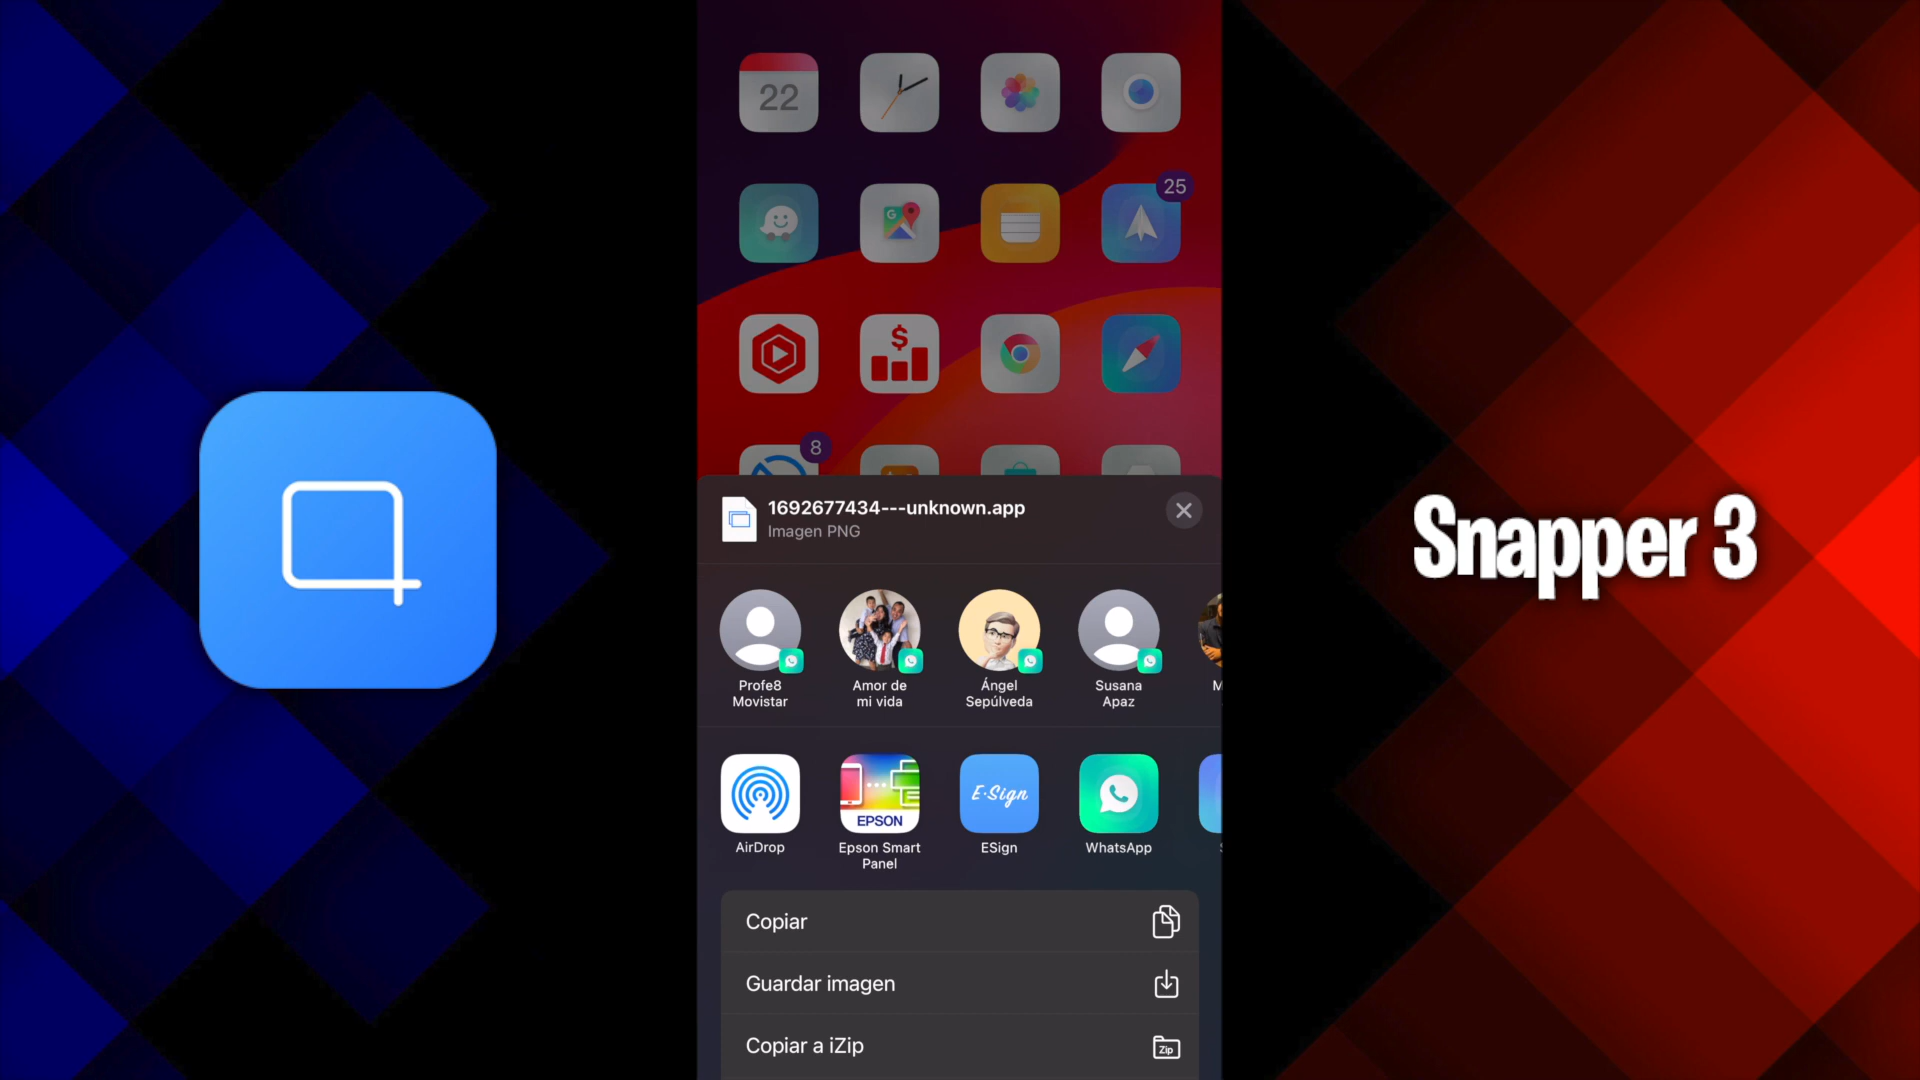 22
G
25
$
8
1692677434---unknown.app
Imagen PNG
Profe8
Movistar
Amor de
mi vida
Ángel
Sepúlveda
Susana
Apaz
M
EPSON
E·Sign
AirDrop
Epson Smart
Panel
ESign
WhatsApp
Copiar
Guardar imagen
Copiar a iZip
Zip
Snapper 3